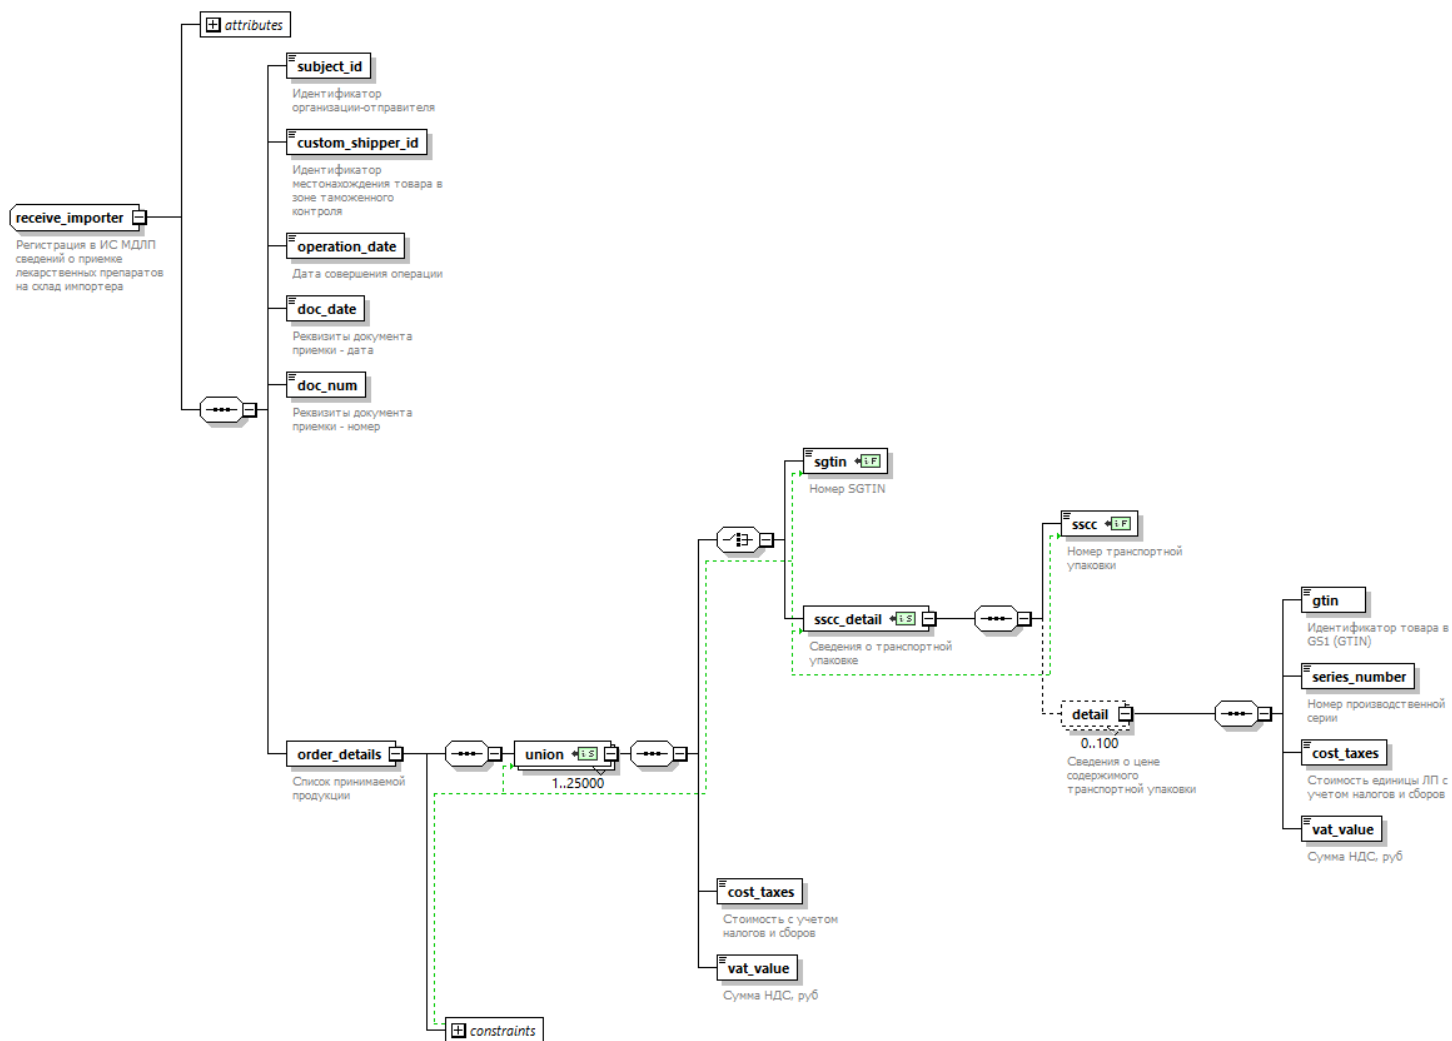 attributes
subject_id
Идентификатор
организации-отправителя
custom_shipper_id
Идентификатор
местонахождения товара в
зоне таможенного
контроля
receive_importer
Регистрация в ИС МДЛП
сведений о приемке
лекарственных препаратов
на склад импортера
operation_date
Дата совершения операции
doc_date
Реквизиты документа
приемки - дата
doc_num
Реквизиты документа
приемки - номер
sgtin
iF
Номер SGTIN
sscc
iF
Номер транспортной
упаковки
sscc_detail
iS
Сведения о транспортной
упаковке
gtin
Идентификатор товара в
GS1 (GTIN)
series_number
Номер производственной
серии
detail
0..100
Сведения о цене
содержимого
транспортной упаковки
cost_taxes
Стоимость единицы ЛП с
учетом налогов и сборов
vat_value
Сумма НДС, руб
order_details
Список принимаемой
продукции
union
iS
1..25000
cost_taxes
Стоимость с учетом
налогов и сборов
vat_value
Сумма НДС, руб
constraints